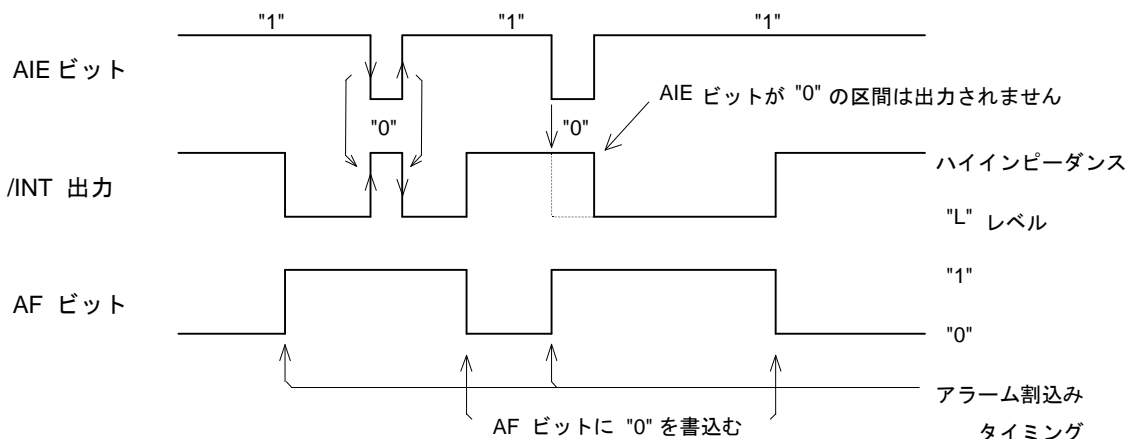 "1" "1" "1"
AIE ビット
AIE ビットが "0" の区間は出力されません
"0" "0"
ハイインピーダンス
/INT 出力
"L" レベル
"1"
AF ビット
"0"
アラーム割込み
タイミング
AF ビットに "0" を書込む